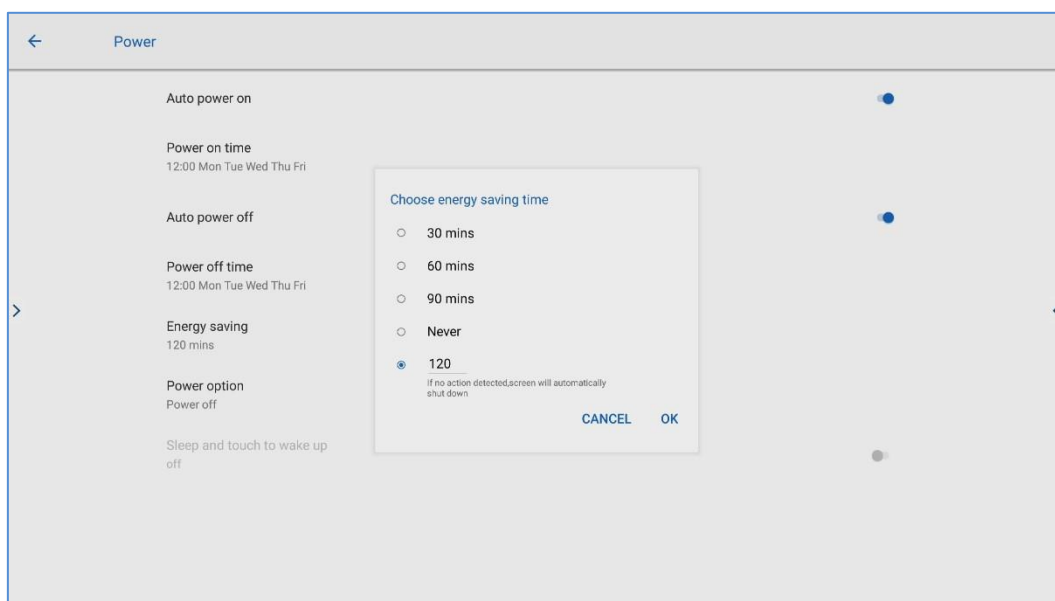 Power
Auto power on
Power on time
12:00 Mon Tue Wed Thu Fri
Auto power off
Power off time
12:00 Mon Tue Wed Thu Fri
Energy saving
120 mins
Power option
Power off
Sleep and touch to wake up
off
Choose energy saving time
30 mins
60 mins
90 mins
Never
120
if no action detected,screen will automatically
shut down
CANCEL OK